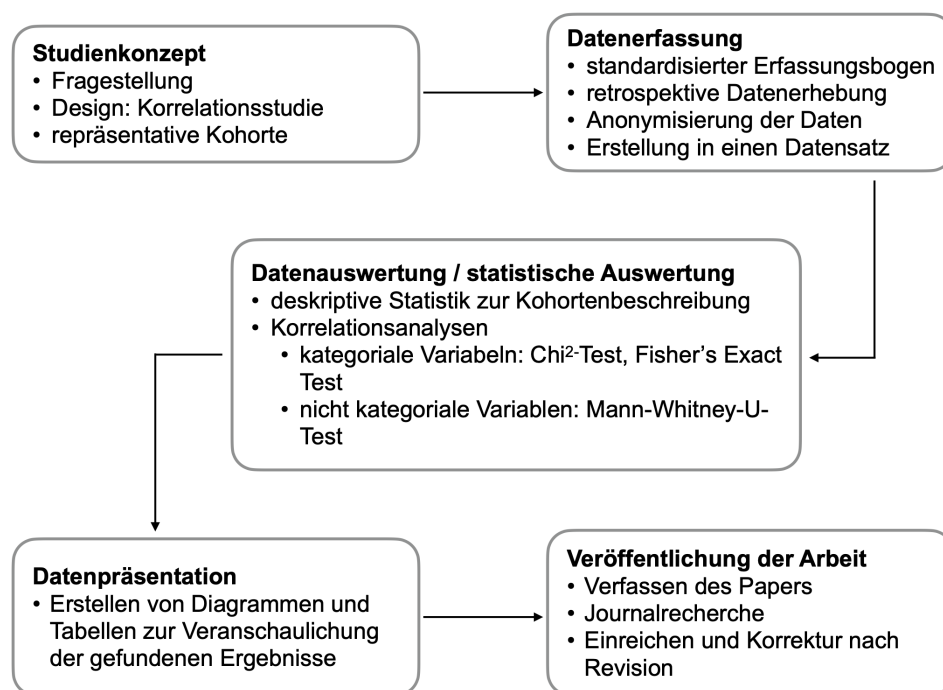 Studienkonzept
• Fragestellung
• Design: Korrelationsstudie
• repräsentative Kohorte
Datenerfassung
• standardisierter Erfassungsbogen
• retrospektive Datenerhebung
• Anonymisierung der Daten
• Erstellung in einen Datensatz
Datenauswertung / statistische Auswertung
• deskriptive Statistik zur Kohortenbeschreibung
• Korrelationsanalysen
• kategoriale Variabeln: Chi²-Test, Fisher's Exact
Test
• nicht kategoriale Variablen: Mann-Whitney-U-
Test
Datenpräsentation
• Erstellen von Diagrammen und
Tabellen zur Veranschaulichung
der gefundenen Ergebnisse
Veröffentlichung der Arbeit
• Verfassen des Papers
• Journalrecherche
• Einreichen und Korrektur nach
Revision